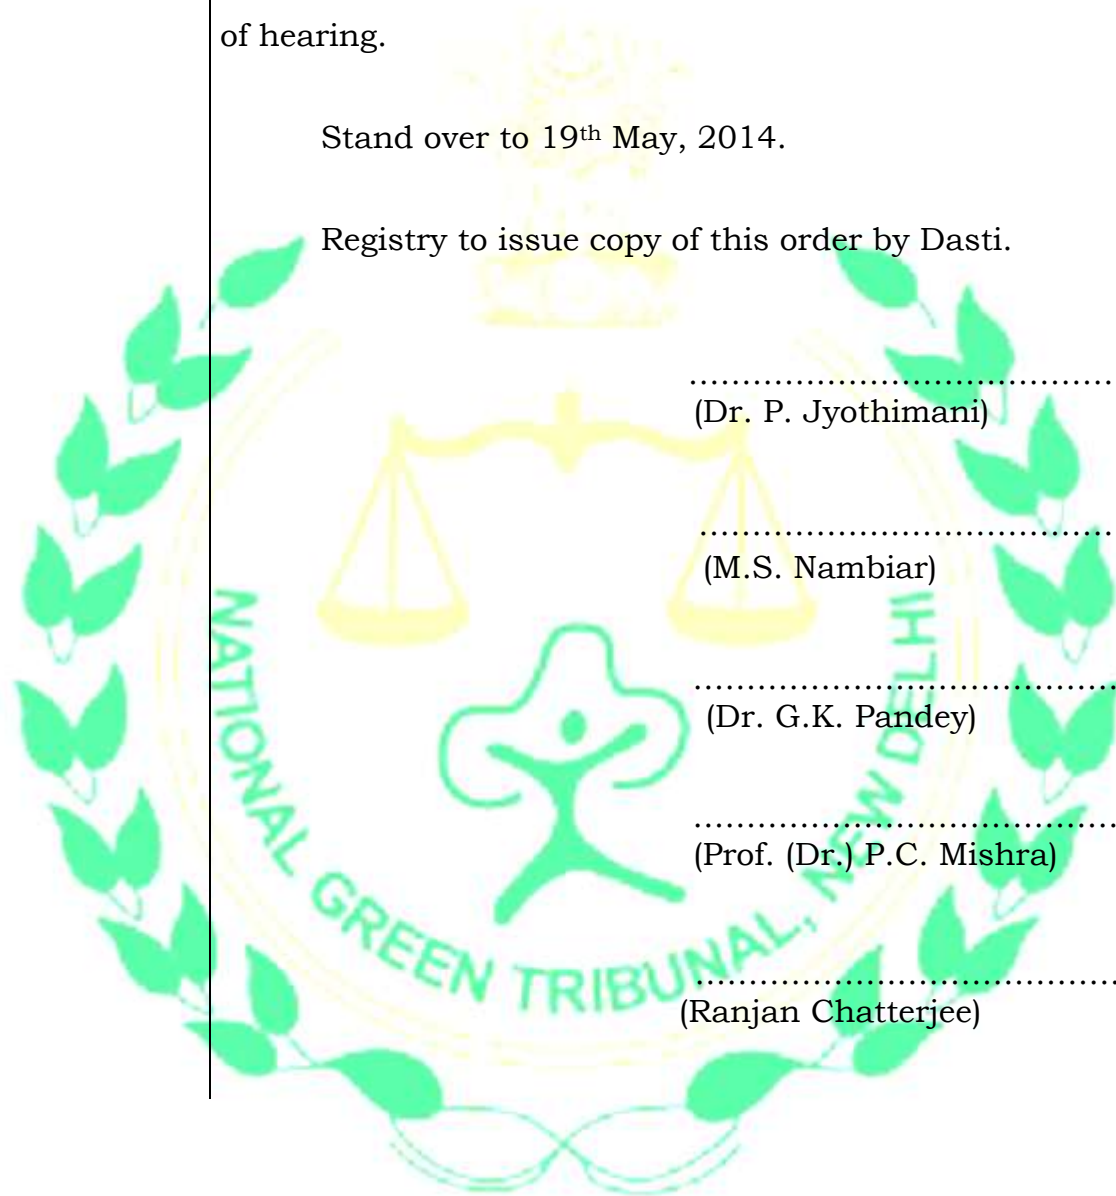 of hearing.
Stand over to 19th May, 2014.
Registry to issue copy of this order by Dasti.
……………………………………
(Dr. P. Jyothimani)
……………………………………
(M.S. Nambiar)
……………………………………
(Dr. G.K. Pandey)
……………………………………
(Prof. (Dr.) P.C. Mishra)
……………………………………
(Ranjan Chatterjee)
NATIONAL GREEN TRIBUNAL, NEW DELHI